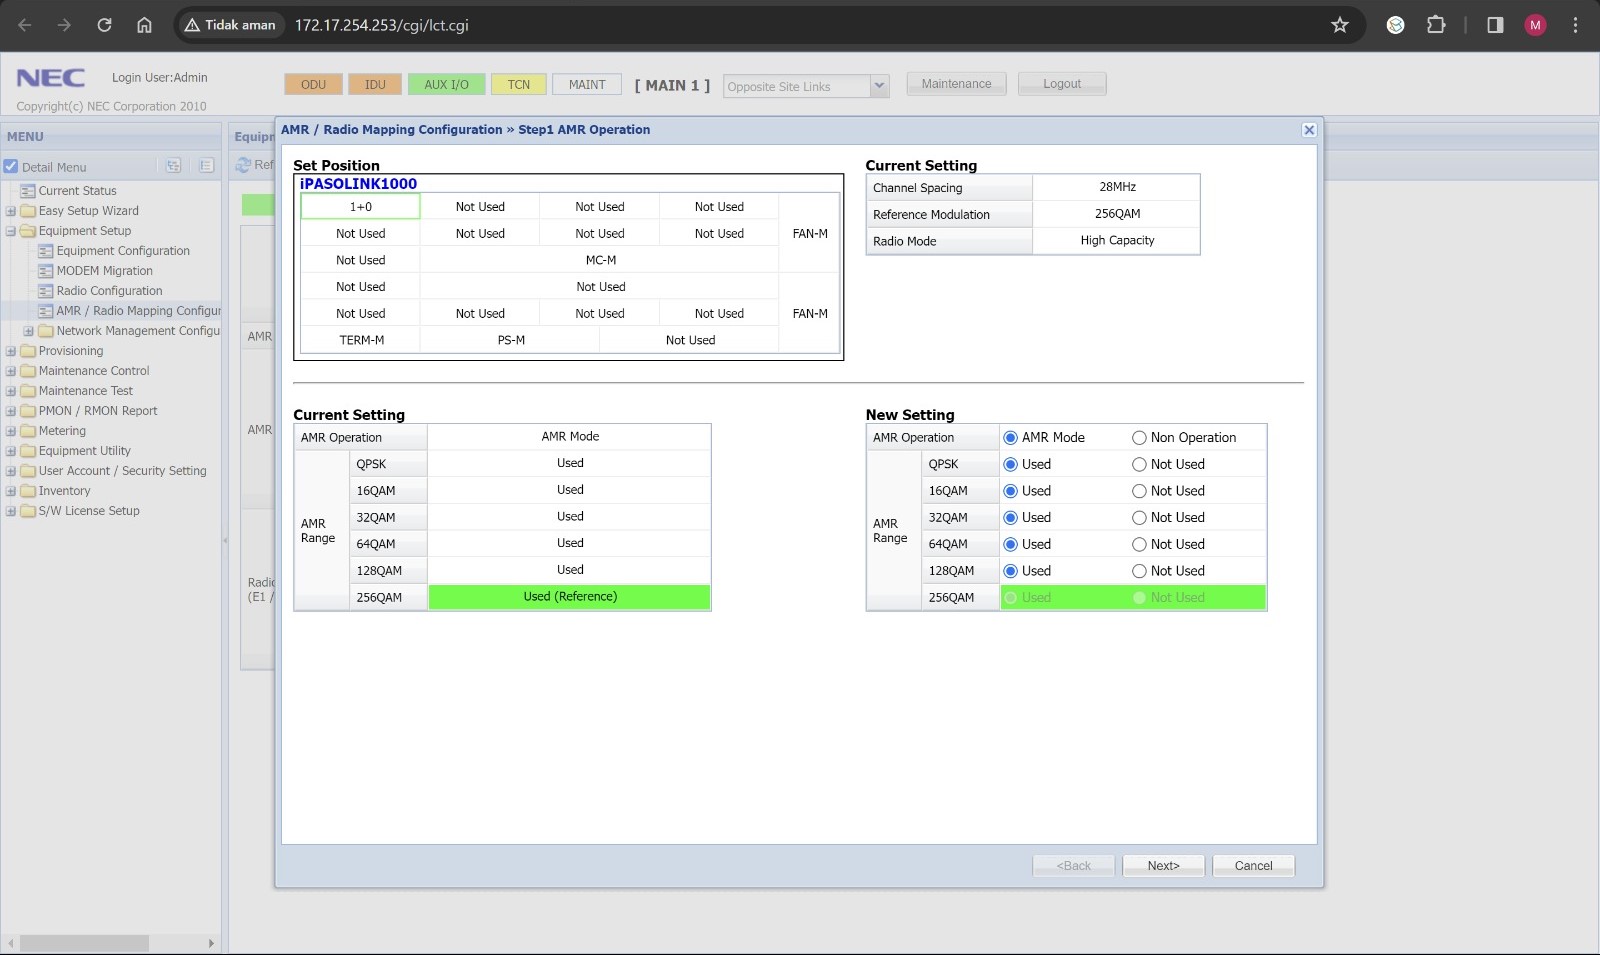 Tidak aman
172.17.254.253/cgi/lct.cgi
M
NEC
Login User:Admin
Copyright(c) NEC Corporation 2010
ODU
IDU
AUX I/O
TCN
MAINT
[ MAIN 1 ]
Opposite Site Links
Maintenance
Logout
MENU
Detail Menu
Current Status
Easy Setup Wizard
Equipment Setup
Equipment Configuration
MODEM Migration
Radio Configuration
AMR / Radio Mapping Configur
Network Management Configu
Provisioning
Maintenance Control
Maintenance Test
PMON / RMON Report
Metering
Equipment Utility
User Account / Security Setting
Inventory
S/W License Setup
Equipn
Ref
AMR
AMR
Radio
(E1 /
AMR / Radio Mapping Configuration » Step1 AMR Operation
Set Position
iPASOLINK1000
1+0 Not Used Not Used Not Used
Not Used Not Used Not Used Not Used FAN-M
Not Used MC-M
Not Used Not Used
Not Used Not Used Not Used Not Used FAN-M
TERM-M PS-M Not Used
Current Setting
Channel Spacing 28MHz
Reference Modulation 256QAM
Radio Mode High Capacity
Current Setting
AMR Operation AMR Mode
AMR Range
QPSK Used
16QAM Used
32QAM Used
64QAM Used
128QAM Used
256QAM Used (Reference)
New Setting
AMR Operation AMR Mode Non Operation
AMR Range
QPSK Used Not Used
16QAM Used Not Used
32QAM Used Not Used
64QAM Used Not Used
128QAM Used Not Used
256QAM Used Not Used
<Back
Next>
Cancel